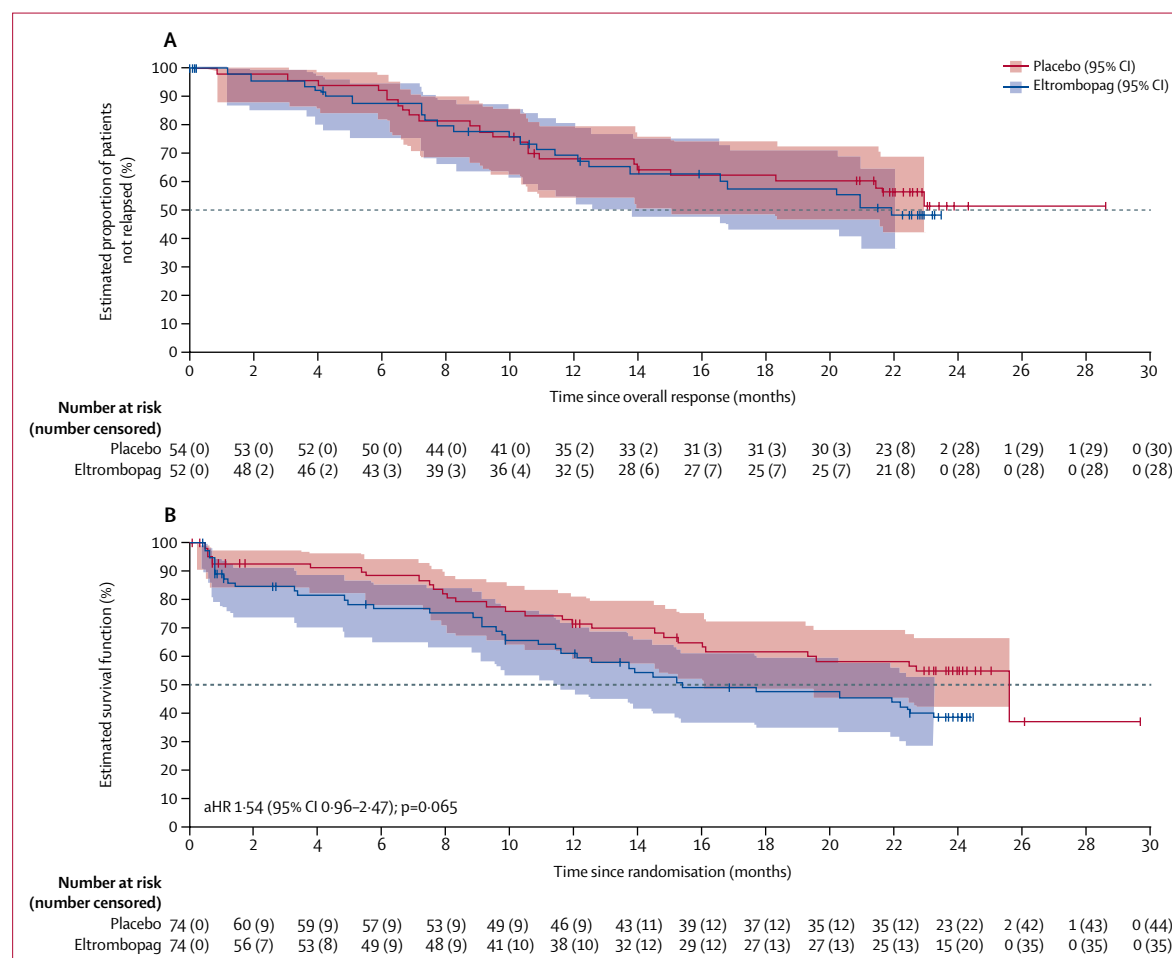 A
Placebo (95% CI)
Eltrombopag (95% CI)
Estimated proportion of patients
not relapsed (%)
100
90
80
70
60
50
40
30
20
10
0
0 2 4 6 8 10 12 14 16 18 20 22 24 26 28 30
Time since overall response (months)
Number at risk
(number censored)
Placebo 54 (0) 53 (0) 52 (0) 50 (0) 44 (0) 41 (0) 35 (2) 33 (2) 31 (3) 31 (3) 30 (3) 23 (8) 2 (28) 1 (29) 1 (29) 0 (30)
Eltrombopag 52 (0) 48 (2) 46 (2) 43 (3) 39 (3) 36 (4) 32 (5) 28 (6) 27 (7) 25 (7) 25 (7) 21 (8) 0 (28) 0 (28) 0 (28) 0 (28)
B
Estimated survival function (%)
100
90
80
70
60
50
40
30
20
10
0
aHR 1·54 (95% CI 0·96–2·47); p=0·065
0 2 4 6 8 10 12 14 16 18 20 22 24 26 28 30
Time since randomisation (months)
Number at risk
(number censored)
Placebo 74 (0) 60 (9) 59 (9) 57 (9) 53 (9) 49 (9) 46 (9) 43 (11) 39 (12) 37 (12) 35 (12) 35 (12) 23 (22) 2 (42) 1 (43) 0 (44)
Eltrombopag 74 (0) 56 (7) 53 (8) 49 (9) 48 (9) 41 (10) 38 (10) 32 (12) 29 (12) 27 (13) 27 (13) 25 (13) 15 (20) 0 (35) 0 (35) 0 (35)